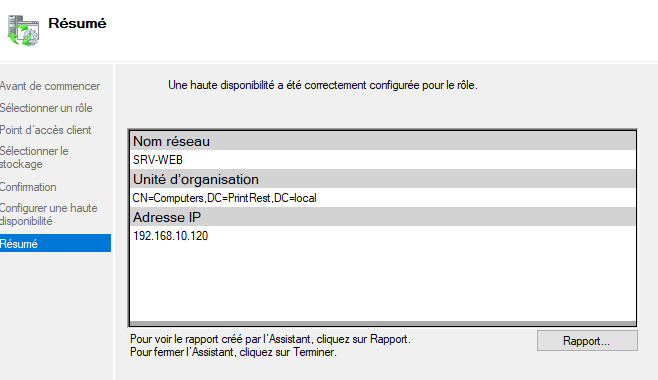 Résumé
Avant de commencer
Sélectionner un rôle
Point d'accès client
Sélectionner le
stockage
Confirmation
Configurer une haute
disponibilité
Résumé
Une haute disponibilité a été correctement configurée pour le rôle.
Nom réseau
SRV-WEB
Unité d'organisation
CN=Computers,DC=PrintRest,DC=local
Adresse IP
192.168.10.120
Pour voir le rapport créé par l'Assistant, cliquez sur Rapport.
Pour fermer l'Assistant, cliquez sur Terminer.
Rapport...